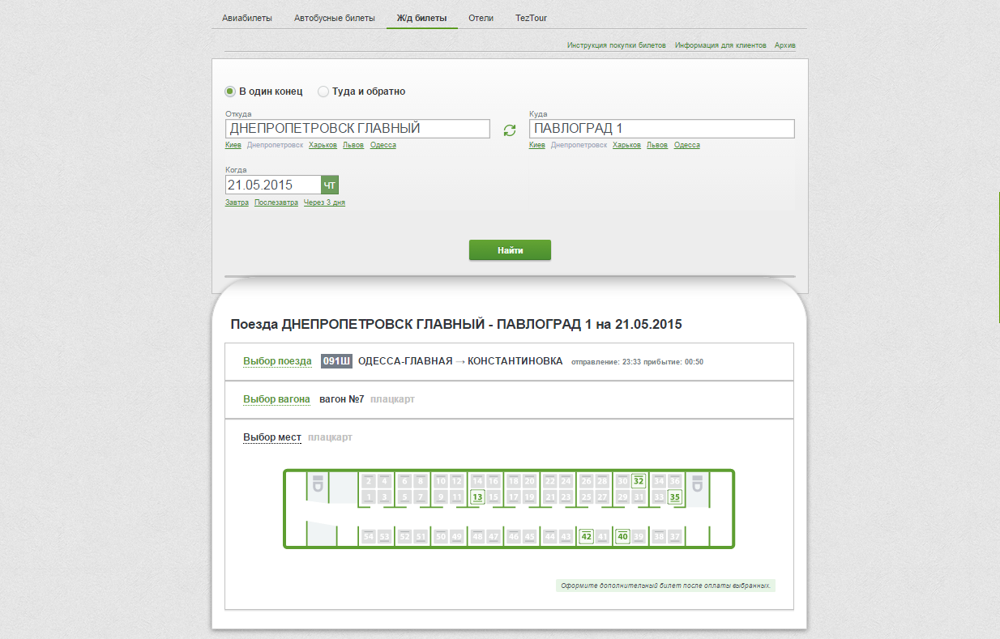 Авиабилеты Автобусные билеты Ж/д билеты Отели TezTour
Инструкция покупки билетов Информация для клиентов Архив
В один конец Туда и обратно
Откуда Куда
ДНЕПРОПЕТРОВСК ГЛАВНЫЙ ПАВЛОГРАД 1
Киев Днепропетровск Харьков Львов Одесса Киев Днепропетровск Харьков Львов Одесса
Когда
21.05.2015 ЧТ
Завтра Послезавтра Через 3 дня
Найти
Поезда ДНЕПРОПЕТРОВСК ГЛАВНЫЙ - ПАВЛОГРАД 1 на 21.05.2015
Выбор поезда 091Ш ОДЕССА-ГЛАВНАЯ → КОНСТАНТИНОВКА отправление: 23:33 прибытие: 00:50
Выбор вагона вагон №7 плацкарт
Выбор мест плацкарт
2 4 6 8 10 12 14 16 18 20 22 24 26 28 30 32 34 36
1 3 5 7 9 11 13 15 17 19 21 23 25 27 29 31 33 35
54 53 52 51 50 49 48 47 46 45 44 43 42 41 40 39 38 37
Оформите дополнительный билет после оплаты выбранных.